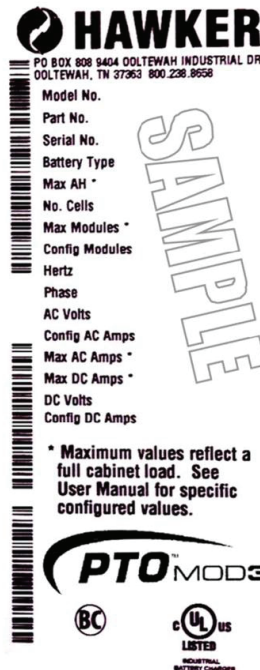 HAWKER
PO BOX 808 9404 OOLTEWAH INDUSTRIAL DR
OOLTEWAH, TN 37363 800.238.8658
Model No.
Part No.
Serial No.
Battery Type
Max AH *
No. Cells
Max Modules *
Config Modules
Hertz
Phase
AC Volts
Config AC Amps
Max AC Amps *
Max DC Amps *
DC Volts
Config DC Amps
SAMPLE
* Maximum values reflect a
full cabinet load. See
User Manual for specific
configured values.
PTO™ MOD3
BC
c UL us
LISTED
INDUSTRIAL
BATTERY CHARGER